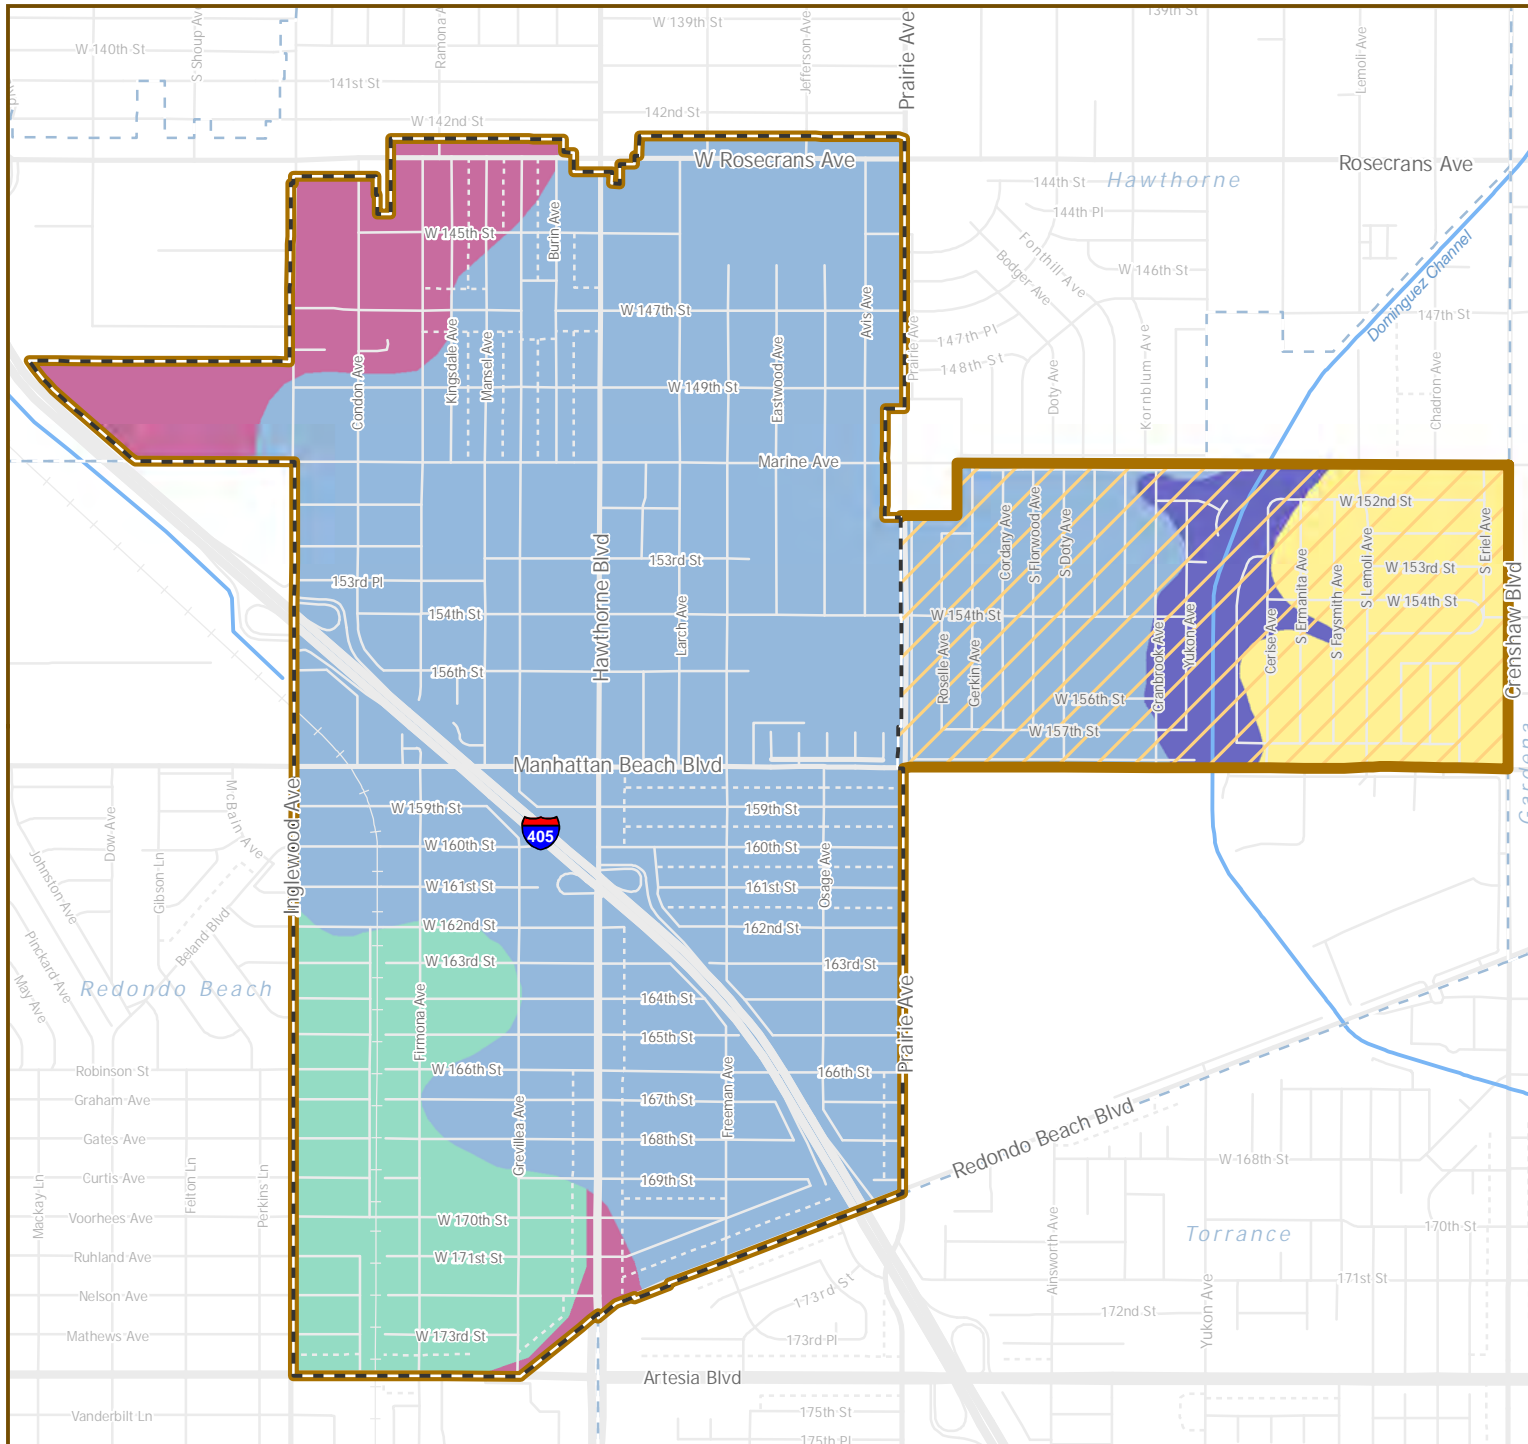 139th St
W 139th St
W 140th St
S Shoup Ave
Ramona A
Jefferson Ave
Prairie Ave
Lemoli Ave
141st St
W 142nd St
142nd St
W Rosecrans Ave
Rosecrans Ave
144th St
Hawthorne
144th Pl
W 145th St
Burin Ave
Fonthill Ave
Bodger Ave
W 146th St
Dominguez Channel
W 147th St
Avis Ave
Prairie Ave
147th Pl
147th St
148th St
Condon Ave
Kingsdale Ave
Mansel Ave
W 149th St
Eastwood Ave
Doty Ave
Kornblum Ave
Chadron Ave
Marine Ave
W 152nd St
Cordary Ave
S Florwood Ave
S Doty Ave
S Eriel Ave
Hawthorne Blvd
153rd St
153rd Pl
S Ermanita Ave
S Faysmith Ave
S Lemoli Ave
W 153rd St
W 154th St
Crenshaw Blvd
154th St
Larch Ave
W 154th St
Roselle Ave
Gerkin Ave
Cranbrook Ave
Yukon Ave
Cerise Ave
156th St
W 156th St
W 157th St
Gardena
Manhattan Beach Blvd
Inglewood Ave
McBain Ave
Dow Ave
W 159th St
159th St
405
W 160th St
160th St
Johnston Ave
Gibson Ln
W 161st St
161st St
Osage Ave
Beland Blvd
W 162nd St
162nd St
Pinckard Ave
May Ave
Redondo Beach
W 163rd St
163rd St
Firmona Ave
164th St
Prairie Ave
165th St
Robinson St
W 166th St
Freeman Ave
166th St
Graham Ave
Grevillea Ave
167th St
Redondo Beach Blvd
Gates Ave
168th St
W 168th St
Mackay Ln
Curtis Ave
Felton Ln
Perkins Ln
169th St
Voorhees Ave
W 170th St
Ainsworth Ave
Torrance
170th St
Ruhland Ave
W 171st St
171st St
Nelson Ave
173rd St
172nd St
Yukon Ave
Mathews Ave
W 173rd St
173rd Pl
Artesia Blvd
Vanderbilt Ln
175th St
175th Pl